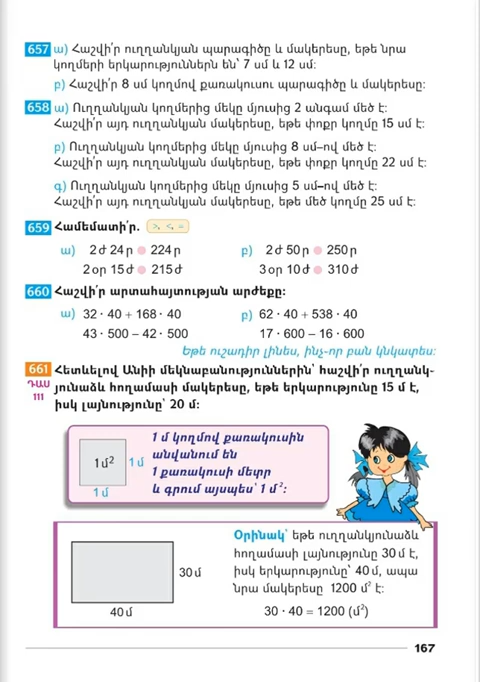 657 ա) Հաշվի՛ր ուղղանկյան պարագիծը և մակերեսը, եթե նրա
կողմերի երկարություններն են՝ 7 սմ և 12 սմ։
բ) Հաշվի՛ր 8 սմ կողմով քառակուսու պարագիծը և մակերեսը։
658 ա) Ուղղանկյան կողմերից մեկը մյուսից 2 անգամ մեծ է։
Հաշվի՛ր այդ ուղղանկյան մակերեսը, եթե փոքր կողմը 15 սմ է։
բ) Ուղղանկյան կողմերից մեկը մյուսից 8 սմ–ով մեծ է։
Հաշվի՛ր այդ ուղղանկյան մակերեսը, եթե փոքր կողմը 22 սմ է։
գ) Ուղղանկյան կողմերից մեկը մյուսից 5 սմ–ով մեծ է։
Հաշվի՛ր այդ ուղղանկյան մակերեսը, եթե մեծ կողմը 25 սմ է։
659 Համեմատի՛ր. >, <, =
ա) 2 ժ 24 ր 224 ր բ) 2 ժ 50 ր 250 ր
2 օր 15 ժ 215 ժ 3 օր 10 ժ 310 ժ
660 Հաշվի՛ր արտահայտության արժեքը։
ա) 32 · 40 + 168 · 40 բ) 62 · 40 + 538 · 40
43 · 500 – 42 · 500 17 · 600 – 16 · 600
Եթե ուշադիր լինես, ինչ-որ բան կնկատես։
661 Հետևելով Անիի մեկնաբանություններին՝ հաշվի՛ր ուղղանկ-
ԴԱՍ 111 յունաձև հողամասի մակերեսը, եթե երկարությունը 15 մ է,
իսկ լայնությունը՝ 20 մ։
1 մ կողմով քառակուսին
անվանում են
1 քառակուսի մետր
և գրում այսպես՝ 1 մ²։
1 մ²
1 մ
1 մ
Օրինակ՝ եթե ուղղանկյունաձև
հողամասի լայնությունը 30 մ է,
իսկ երկարությունը՝ 40 մ, ապա
նրա մակերեսը 1200 մ² է։
30 · 40 = 1200 (մ²)
30 մ
40 մ
167